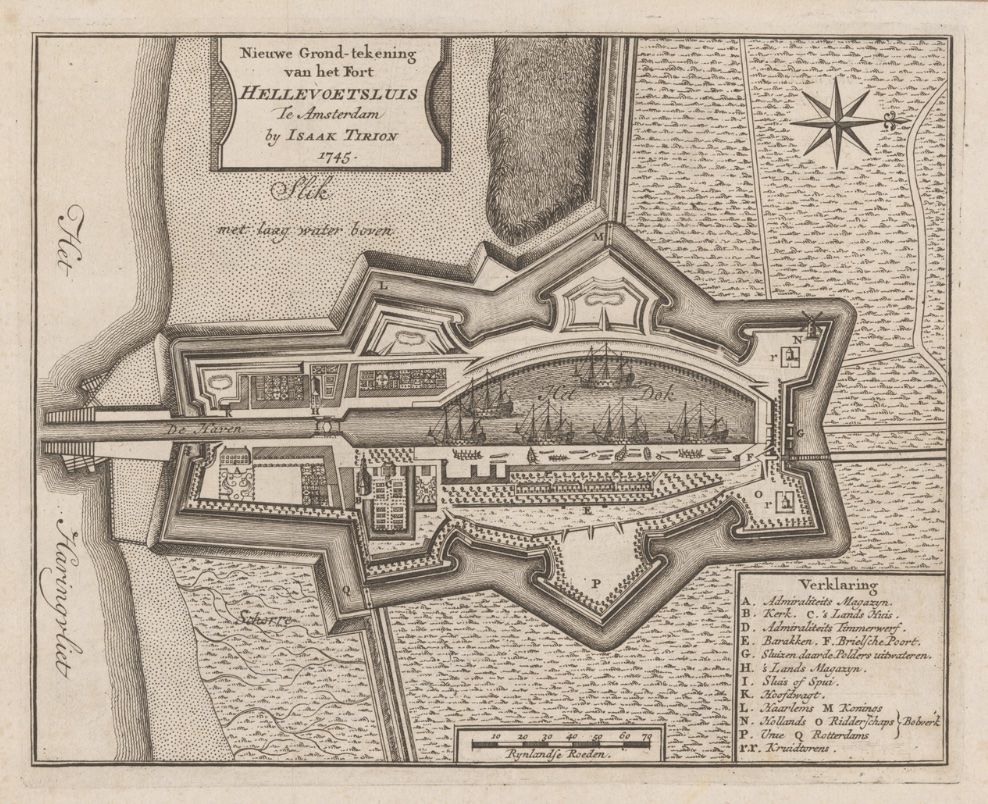 Nieuwe Grond-tekening
van het Fort
HELLEVOETSLUIS
Te Amsterdam
by ISAAK TIRION
1745.
Slik
met laag water boven
Het
Haringvliet
M
L
N
r
Het Dok
H
De Haven
G
F
E
O
r
P
Q
Schorre
Verklaring
A. Admiraliteits Magazyn.
B. Kerk. C. 's Lands Huis.
D. Admiraliteits Timmerwerf.
E. Barakken. F. Brielsche Poort.
G. Sluizen daar de Polders uitwateren.
H. 's Lands Magazyn.
I. Sluis of Spui.
K. Hoofdwagt.
L. Haarlems M Konings
N. Hollands O Ridderschaps } Bolwerk
P. Unie Q Rotterdams
r.r. Kruidtorens.
10 20 30 40 50 60 70
Rynlandse Roeden.